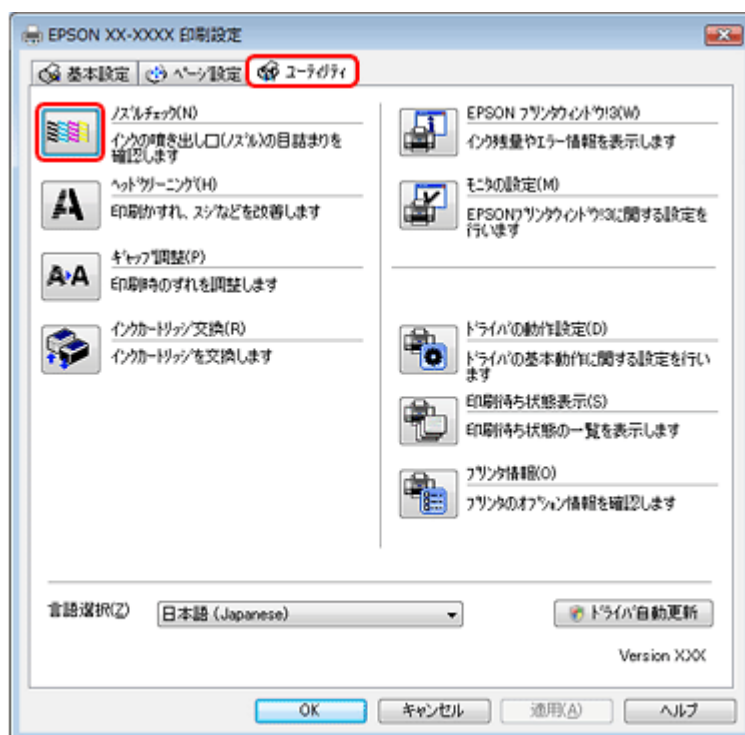 EPSON XX-XXXX 印刷設定
基本設定
ページ設定
ユーティリティ
ノズルチェック(N)
インクの噴き出し口(ノズル)の目詰まりを
確認します
ヘッドクリーニング(H)
印刷かすれ、スジなどを改善します
ギャップ調整(P)
印刷時のずれを調整します
インクカートリッジ交換(R)
インクカートリッジを交換します
EPSON プリンタウィンドウ!3(W)
インク残量やエラー情報を表示します
モニタの設定(M)
EPSONプリンタウィンドウ!3に関する設定を
行います
ドライバの動作設定(D)
ドライバの基本動作に関する設定を行い
ます
印刷待ち状態表示(S)
印刷待ち状態の一覧を表示します
プリンタ情報(O)
プリンタのオプション情報を確認します
言語選択(Z)
日本語 (Japanese)
ドライバ自動更新
Version XXX
OK
キャンセル
適用(A)
ヘルプ